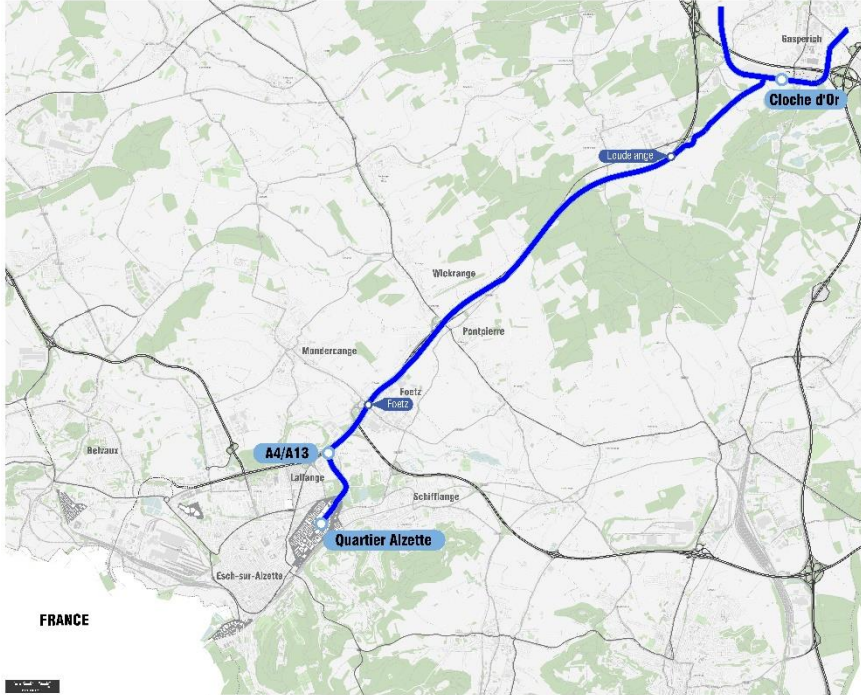 Gasperich
Cloche d'Or
Leudelange
Wickrange
Pontpierre
Mondercange
Foetz
Foetz
A4/A13
Belvaux
Lallange
Schifflange
Quartier Alzette
Esch-sur-Alzette
FRANCE